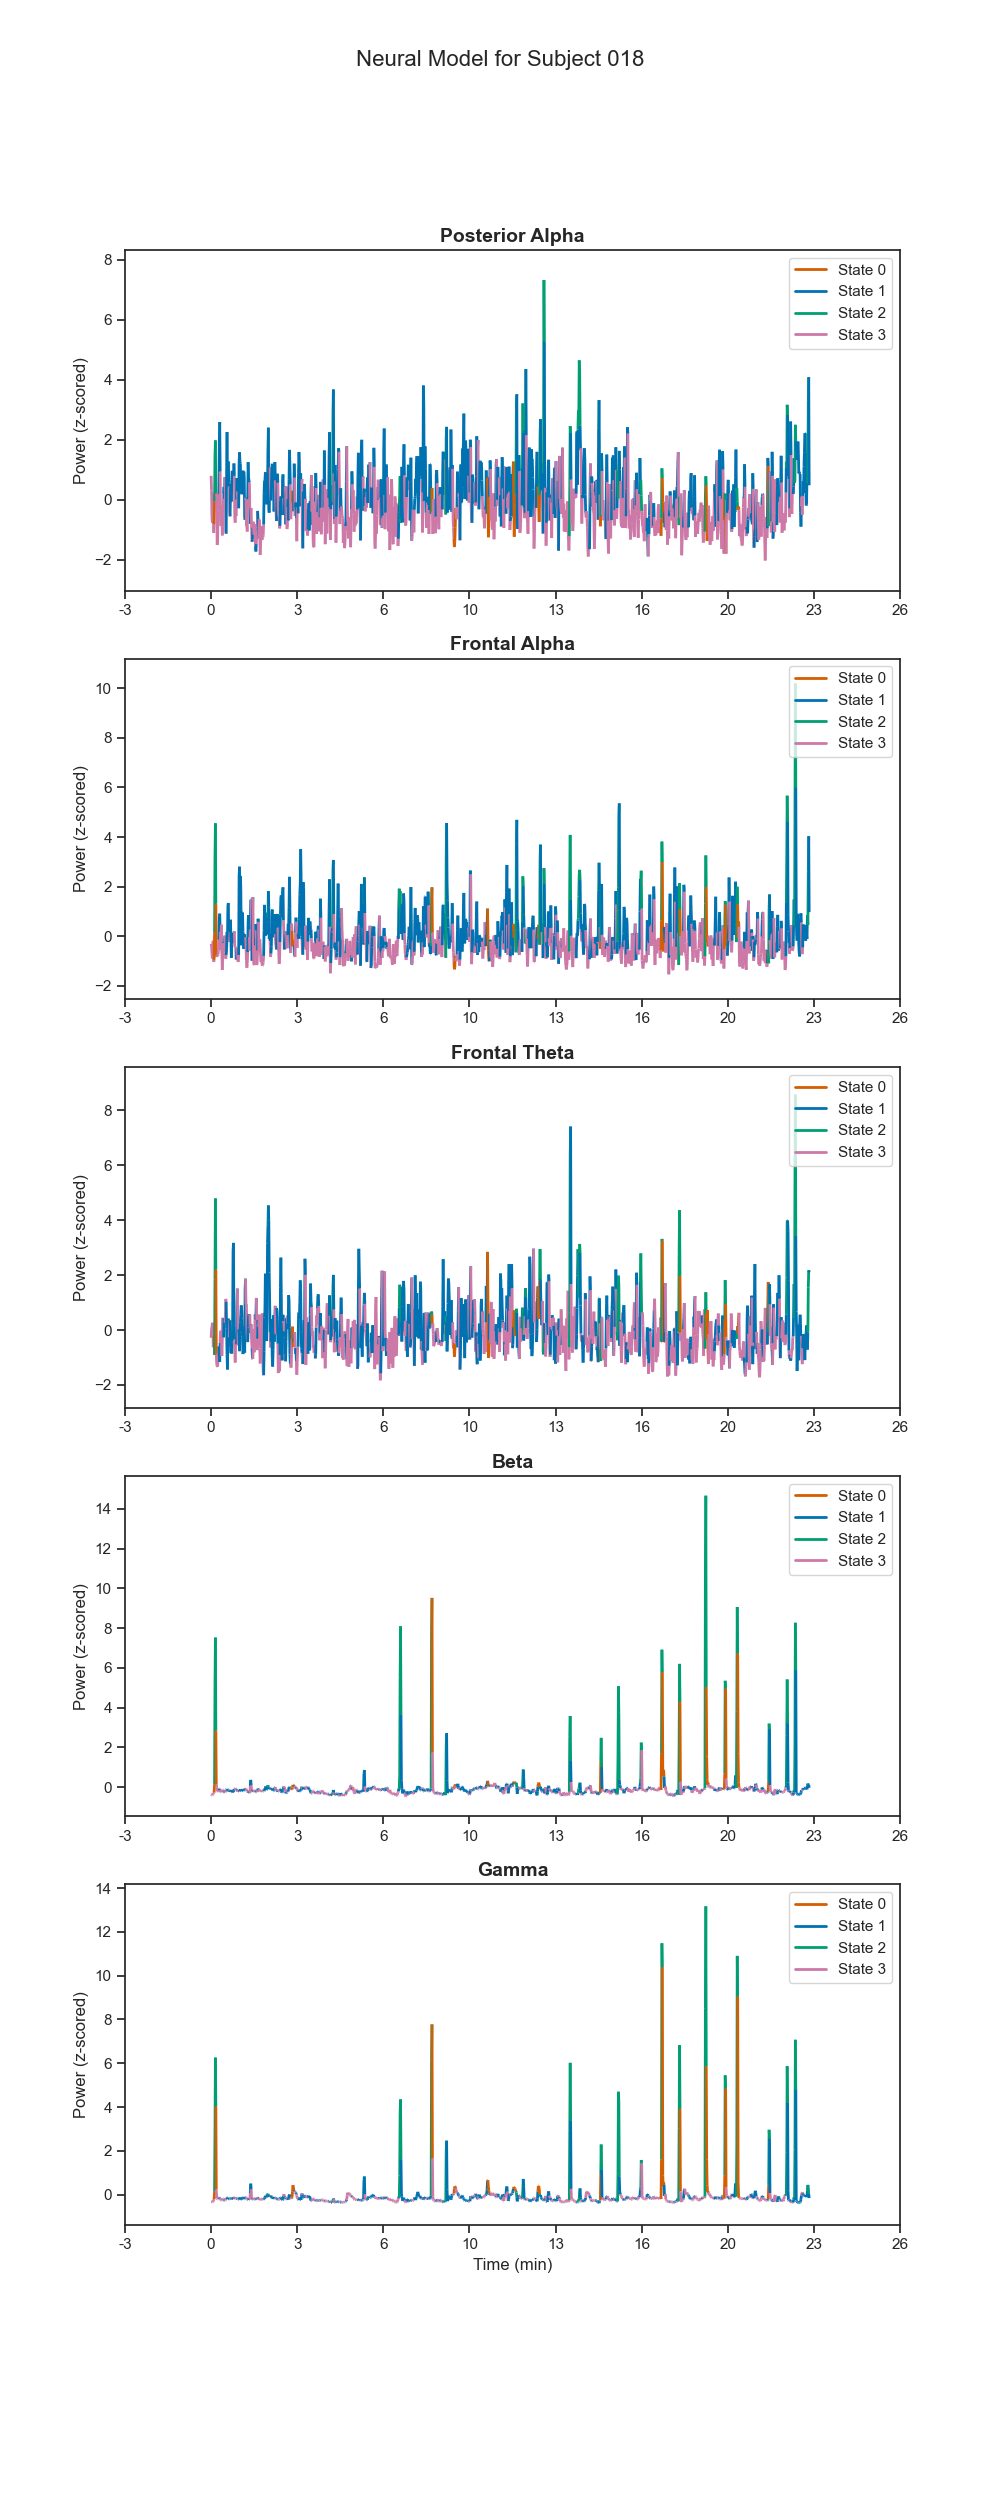 Neural Model for Subject 018
Posterior Alpha
8
6
4
2
0
−2
Power (z-scored)
State 0
State 1
State 2
State 3
-3 0 3 6 10 13 16 20 23 26
Frontal Alpha
10
8
6
4
2
0
−2
Power (z-scored)
State 0
State 1
State 2
State 3
-3 0 3 6 10 13 16 20 23 26
Frontal Theta
8
6
4
2
0
−2
Power (z-scored)
State 0
State 1
State 2
State 3
-3 0 3 6 10 13 16 20 23 26
Beta
14
12
10
8
6
4
2
0
Power (z-scored)
State 0
State 1
State 2
State 3
-3 0 3 6 10 13 16 20 23 26
Gamma
14
12
10
8
6
4
2
0
Power (z-scored)
State 0
State 1
State 2
State 3
-3 0 3 6 10 13 16 20 23 26
Time (min)